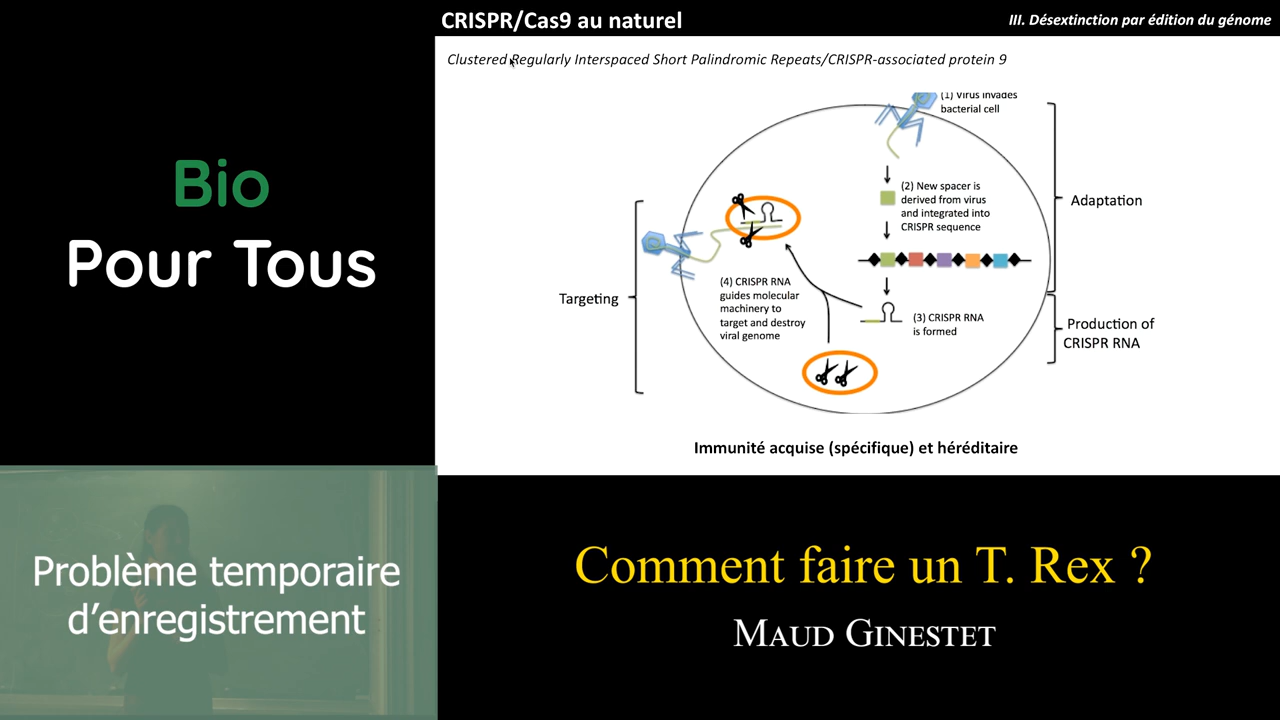 CRISPR/Cas9 au naturel
III. Désextinction par édition du génome
Clustered Regularly Interspaced Short Palindromic Repeats/CRISPR-associated protein 9
Bio
Pour Tous
(1) Virus invades
bacterial cell
(2) New spacer is
derived from virus
and integrated into
CRISPR sequence
Adaptation
Targeting
(4) CRISPR RNA
guides molecular
machinery to
target and destroy
viral genome
(3) CRISPR RNA
is formed
Production of
CRISPR RNA
Immunité acquise (spécifique) et héréditaire
Problème temporaire
d’enregistrement
Comment faire un T. Rex ?
Maud Ginestet